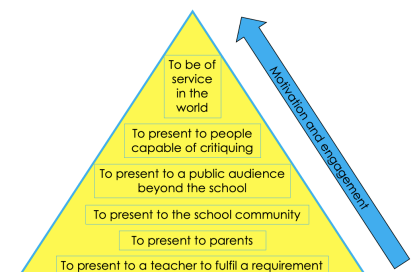 To be of
service
in the
world
To present to people
capable of critiquing
To present to a public audience
beyond the school
To present to the school community
To present to parents
To present to a teacher to fulfil a requirement
Motivation and engagement